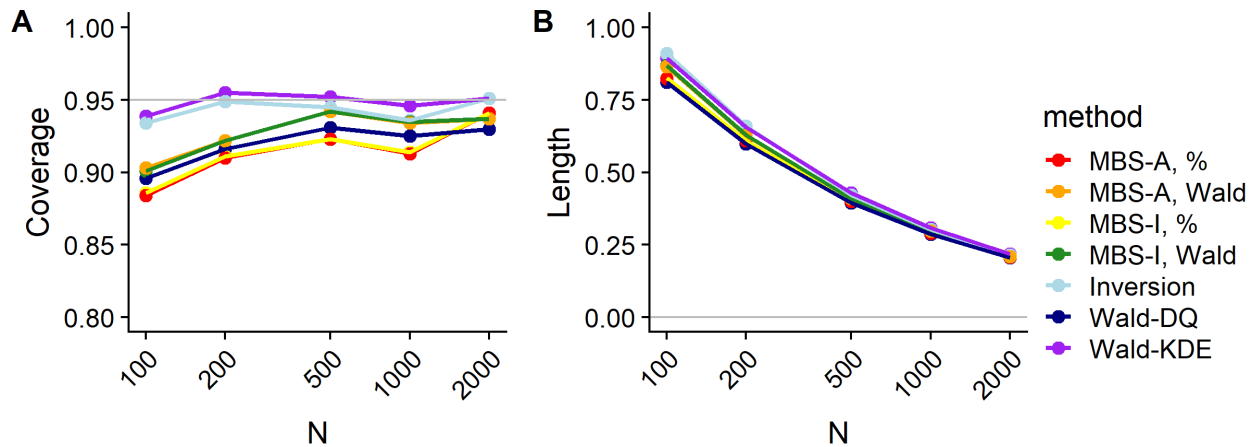 A
Coverage
1.00
0.95
0.90
0.85
0.80
100
200
500
1000
2000
N
B
Length
1.00
0.75
0.50
0.25
0.00
100
200
500
1000
2000
N
method
MBS-A, %
MBS-A, Wald
MBS-I, %
MBS-I, Wald
Inversion
Wald-DQ
Wald-KDE